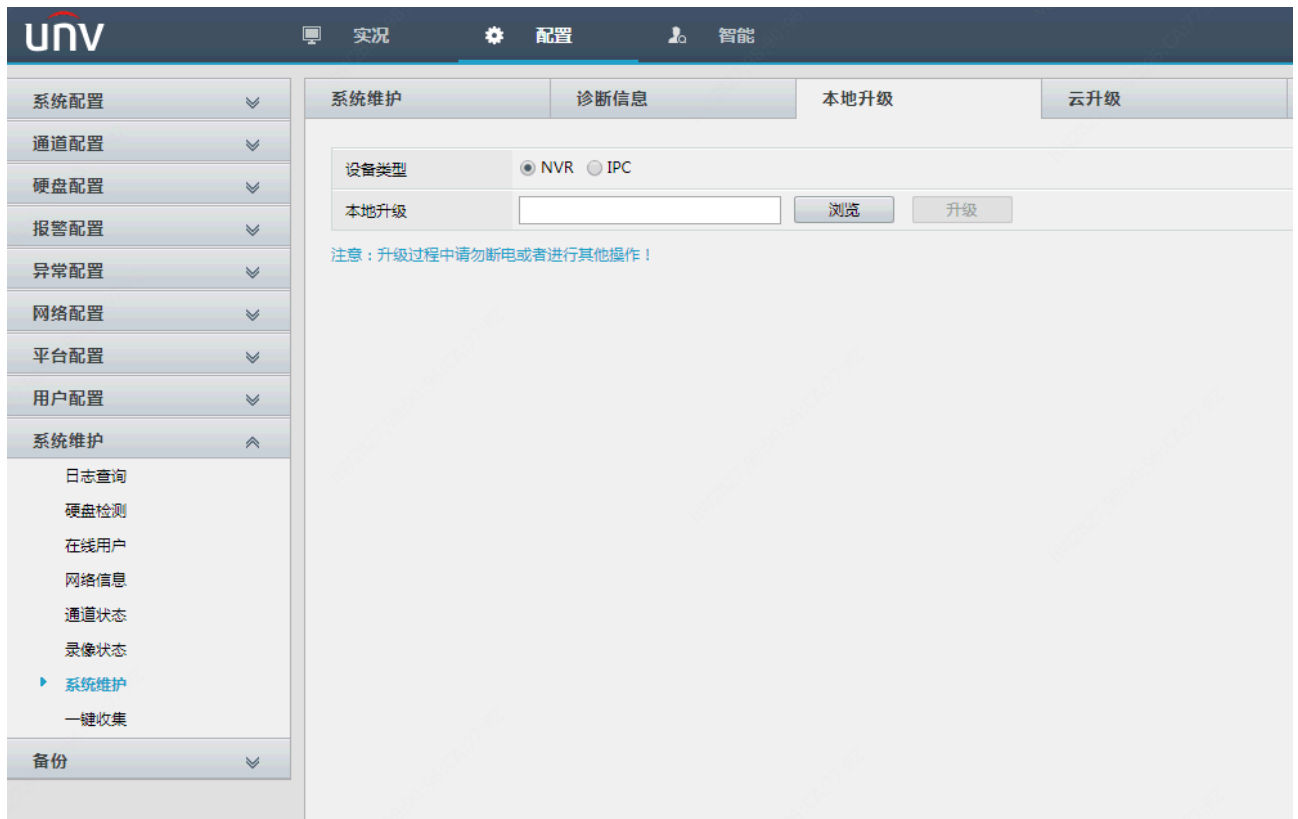 unv 实况 配置 智能
系统配置
通道配置
硬盘配置
报警配置
异常配置
网络配置
平台配置
用户配置
系统维护
日志查询
硬盘检测
在线用户
网络信息
通道状态
录像状态
系统维护
一键收集
备份
系统维护 诊断信息 本地升级 云升级
设备类型 NVR IPC
本地升级 浏览 升级
注意：升级过程中请勿断电或者进行其他操作！